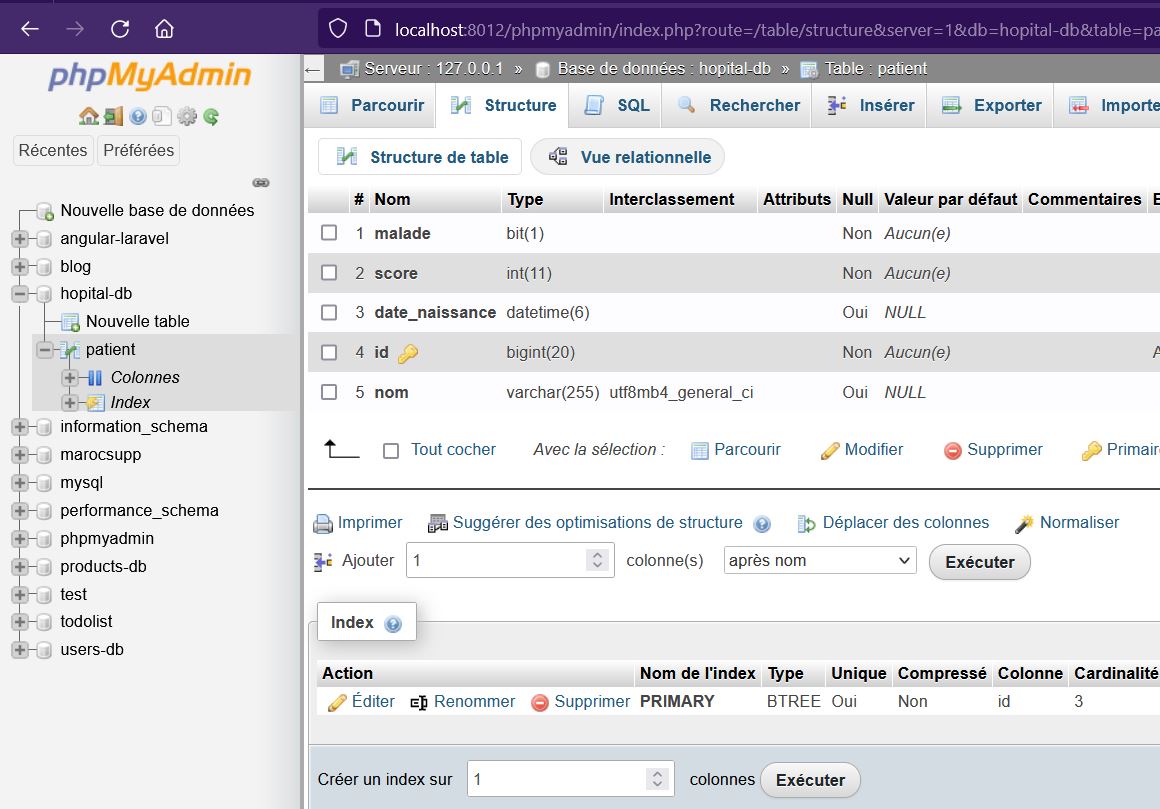 localhost:8012/phpmyadmin/index.php?route=/table/structure&server=1&db=hopital-db&table=pa
phpMyAdmin
Récentes Préférées
Nouvelle base de données
angular-laravel
blog
hopital-db
Nouvelle table
patient
Colonnes
Index
information_schema
marocsupp
mysql
performance_schema
phpmyadmin
products-db
test
todolist
users-db
Serveur : 127.0.0.1 » Base de données : hopital-db » Table : patient
Parcourir Structure SQL Rechercher Insérer Exporter Importe
Structure de table Vue relationnelle
# Nom Type Interclassement Attributs Null Valeur par défaut Commentaires E
1 malade bit(1) Non Aucun(e)
2 score int(11) Non Aucun(e)
3 date_naissance datetime(6) Oui NULL
4 id bigint(20) Non Aucun(e) A
5 nom varchar(255) utf8mb4_general_ci Oui NULL
Tout cocher Avec la sélection : Parcourir Modifier Supprimer Primair
Imprimer Suggérer des optimisations de structure Déplacer des colonnes Normaliser
Ajouter 1 colonne(s) après nom Exécuter
Index
Action Nom de l'index Type Unique Compressé Colonne Cardinalité
Éditer Renommer Supprimer PRIMARY BTREE Oui Non id 3
Créer un index sur 1 colonnes Exécuter